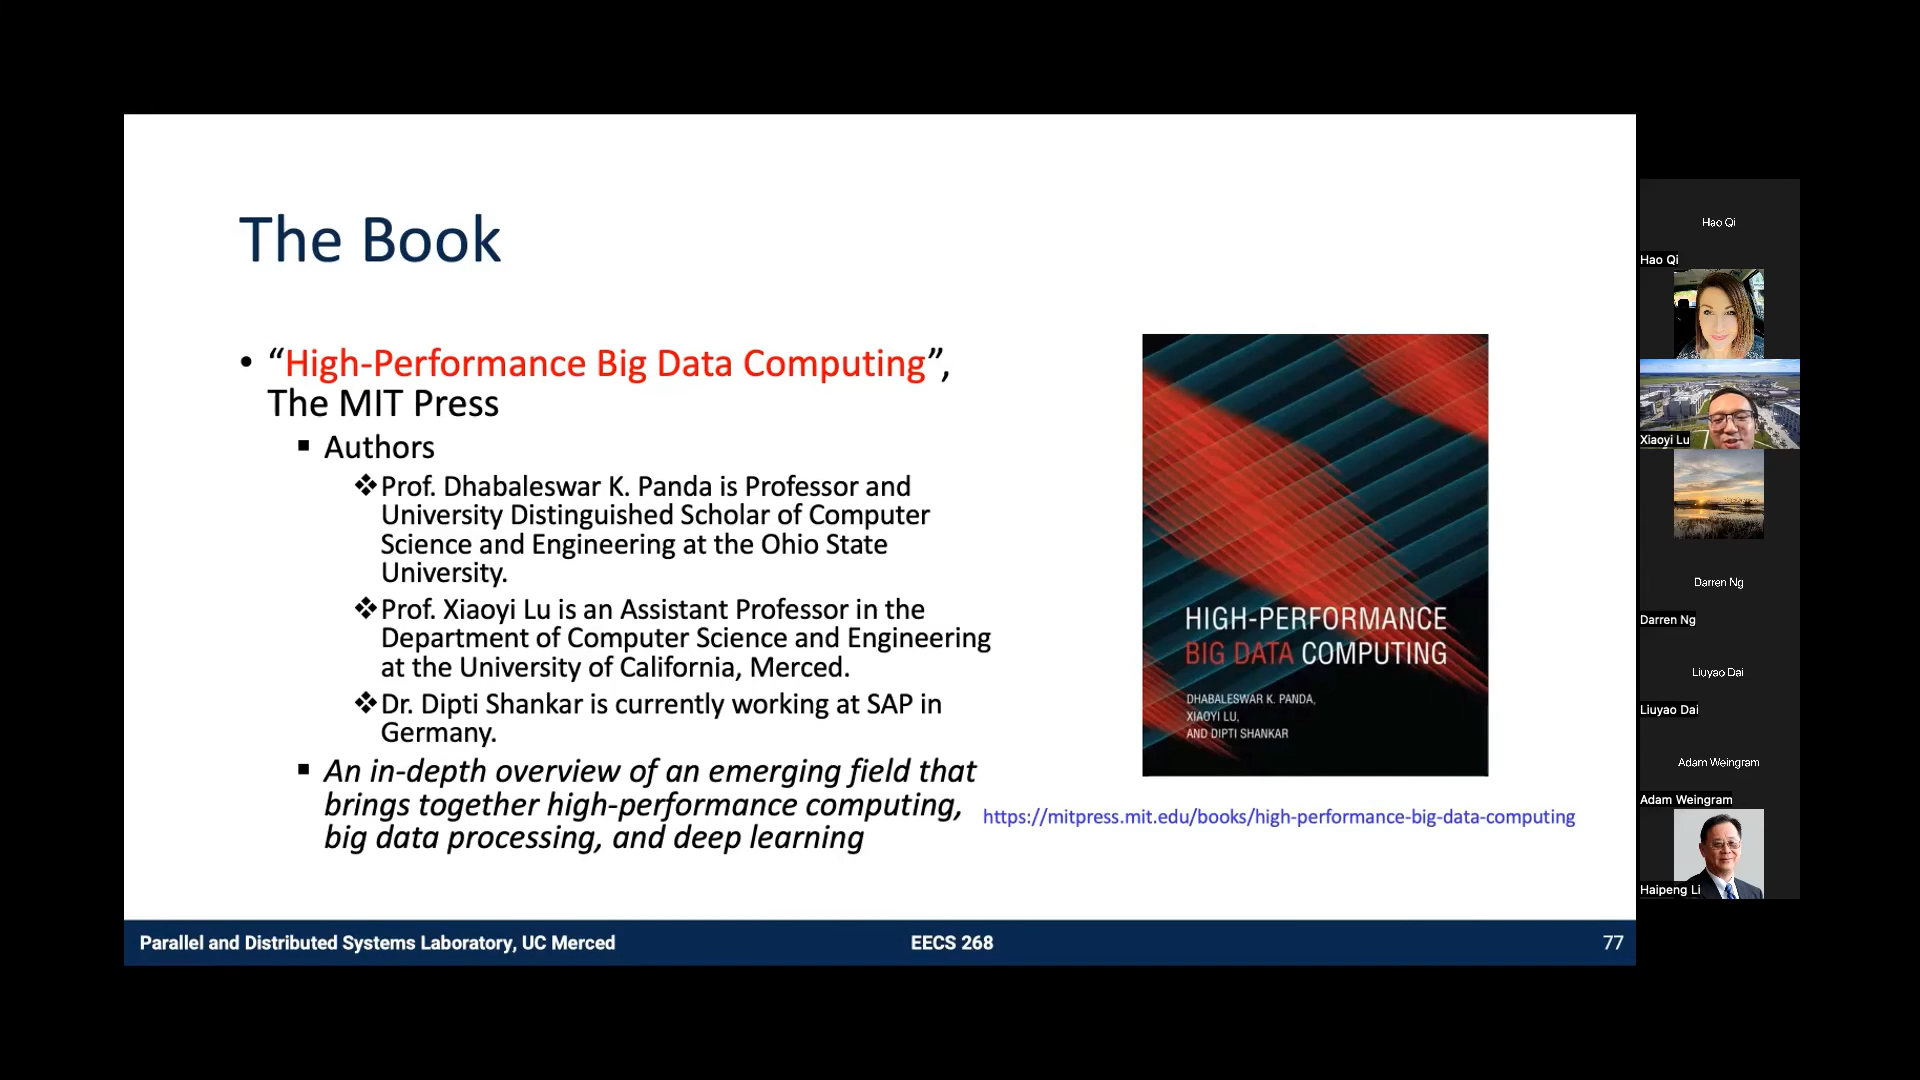 The Book
• “High-Performance Big Data Computing”,
The MIT Press
▪ Authors
❖Prof. Dhabaleswar K. Panda is Professor and
University Distinguished Scholar of Computer
Science and Engineering at the Ohio State
University.
❖Prof. Xiaoyi Lu is an Assistant Professor in the
Department of Computer Science and Engineering
at the University of California, Merced.
❖Dr. Dipti Shankar is currently working at SAP in
Germany.
▪ An in-depth overview of an emerging field that
brings together high-performance computing,
big data processing, and deep learning
HIGH-PERFORMANCE
BIG DATA COMPUTING
DHABALESWAR K. PANDA,
XIAOYI LU,
AND DIPTI SHANKAR
https://mitpress.mit.edu/books/high-performance-big-data-computing
Parallel and Distributed Systems Laboratory, UC Merced
EECS 268
77
Hao Qi
Hao Qi
Xiaoyi Lu
Darren Ng
Darren Ng
Liuyao Dai
Liuyao Dai
Adam Weingram
Adam Weingram
Haipeng Li